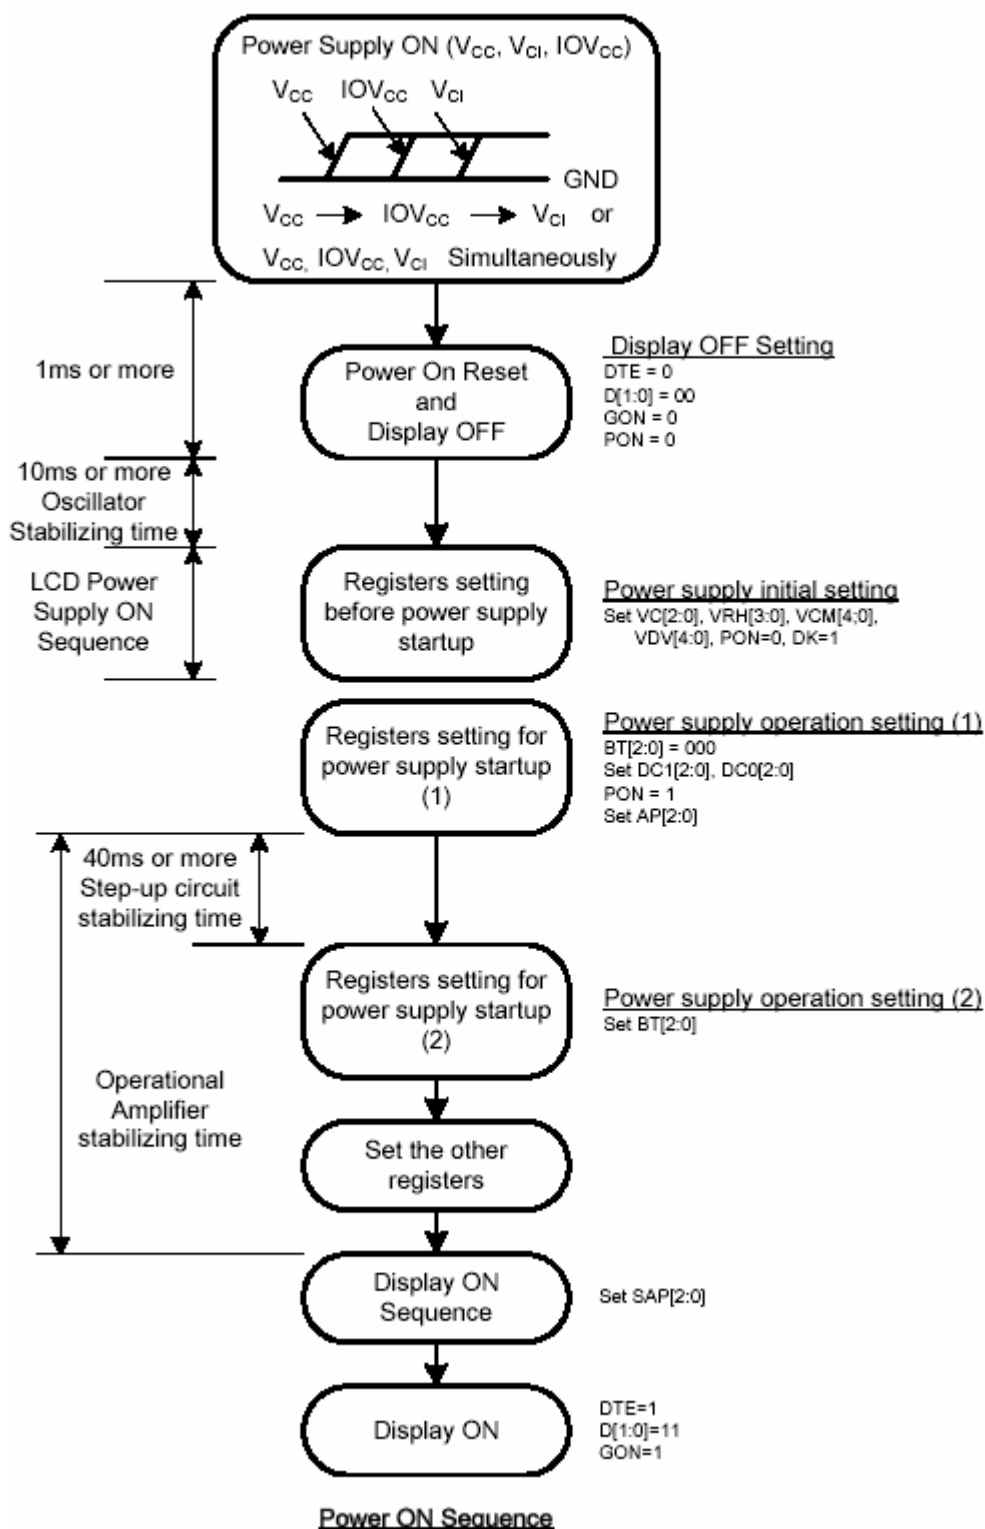 Power Supply ON (VCC, VCI, IOVCC)
VCC IOVCC VCI
GND
VCC → IOVCC → VCI or
VCC, IOVCC, VCI Simultaneously
1ms or more
Power On Reset
and
Display OFF
Display OFF Setting
DTE = 0
D[1:0] = 00
GON = 0
PON = 0
10ms or more
Oscillator
Stabilizing time
LCD Power
Supply ON
Sequence
Registers setting
before power supply
startup
Power supply initial setting
Set VC[2:0], VRH[3:0], VCM[4;0],
VDV[4:0], PON=0, DK=1
Registers setting for
power supply startup
(1)
Power supply operation setting (1)
BT[2:0] = 000
Set DC1[2:0], DC0[2:0]
PON = 1
Set AP[2:0]
40ms or more
Step-up circuit
stabilizing time
Registers setting for
power supply startup
(2)
Power supply operation setting (2)
Set BT[2:0]
Operational
Amplifier
stabilizing time
Set the other
registers
Display ON
Sequence
Set SAP[2:0]
Display ON
DTE=1
D[1:0]=11
GON=1
Power ON Sequence